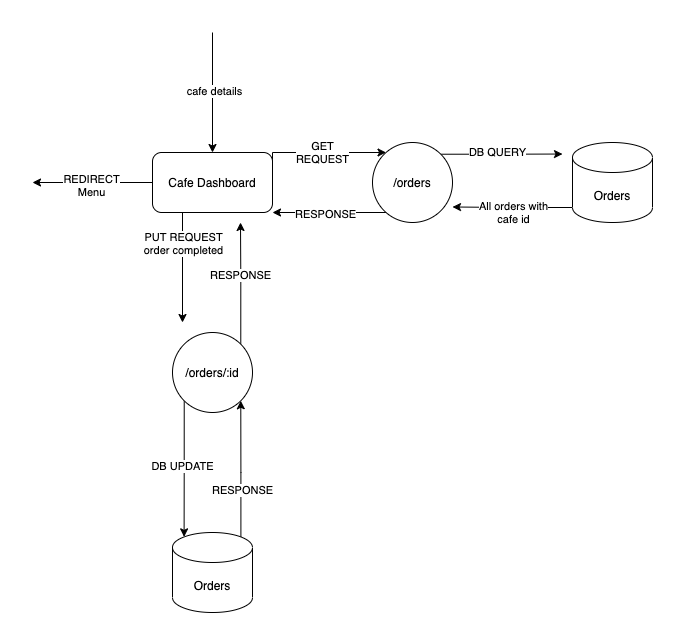 cafe details
GET
REQUEST
DB QUERY
REDIRECT
Menu
Cafe Dashboard
/orders
Orders
RESPONSE
All orders with
cafe id
PUT REQUEST
order completed
RESPONSE
/orders/:id
DB UPDATE
RESPONSE
Orders